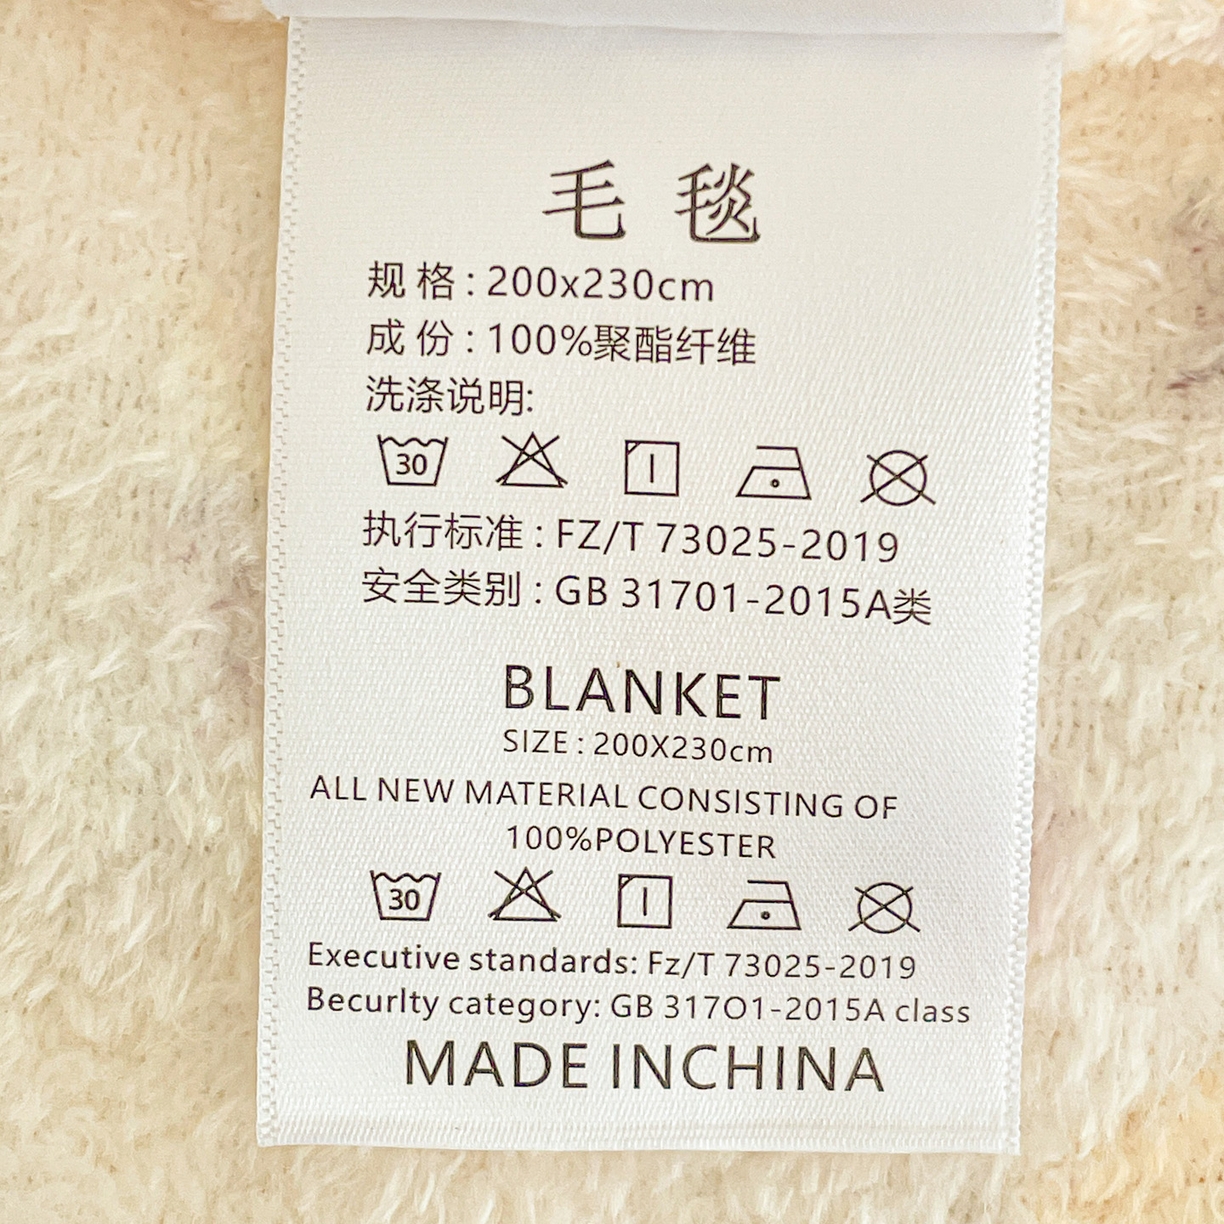 毛毯
规格:200x230cm
成份:100%聚酯纤维
洗涤说明:
30
执行标准:FZ/T 73025-2019
安全类别:GB 31701-2015A类
BLANKET
SIZE:200X230cm
ALL NEW MATERIAL CONSISTING OF
100%POLYESTER
30
Executive standards: Fz/T 73025-2019
Becurlty category: GB 317O1-2015A class
MADE INCHINA